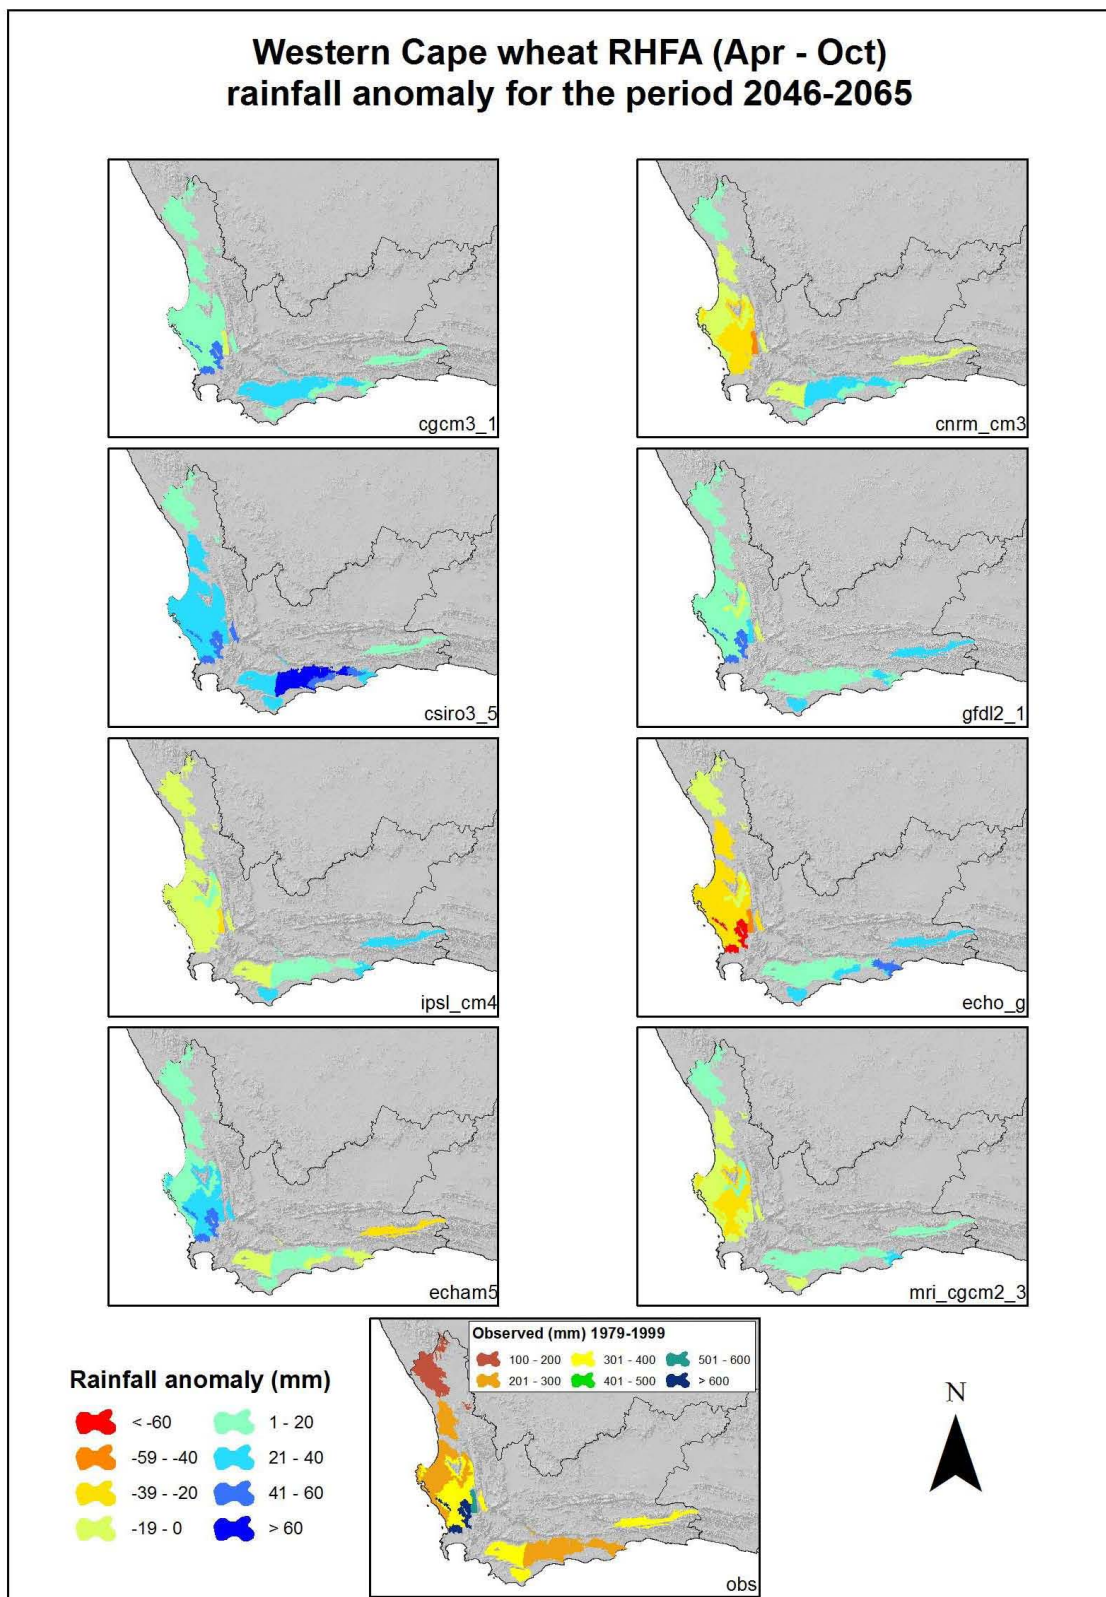 Western Cape wheat RHFA (Apr - Oct)
rainfall anomaly for the period 2046-2065
cgcm3_1
cnrm_cm3
csiro3_5
gfdl2_1
ipsl_cm4
echo_g
echam5
mri_cgcm2_3
Observed (mm) 1979-1999
100 - 200
301 - 400
501 - 600
201 - 300
401 - 500
> 600
obs
Rainfall anomaly (mm)
< -60
1 - 20
-59 - -40
21 - 40
-39 - -20
41 - 60
-19 - 0
> 60
N